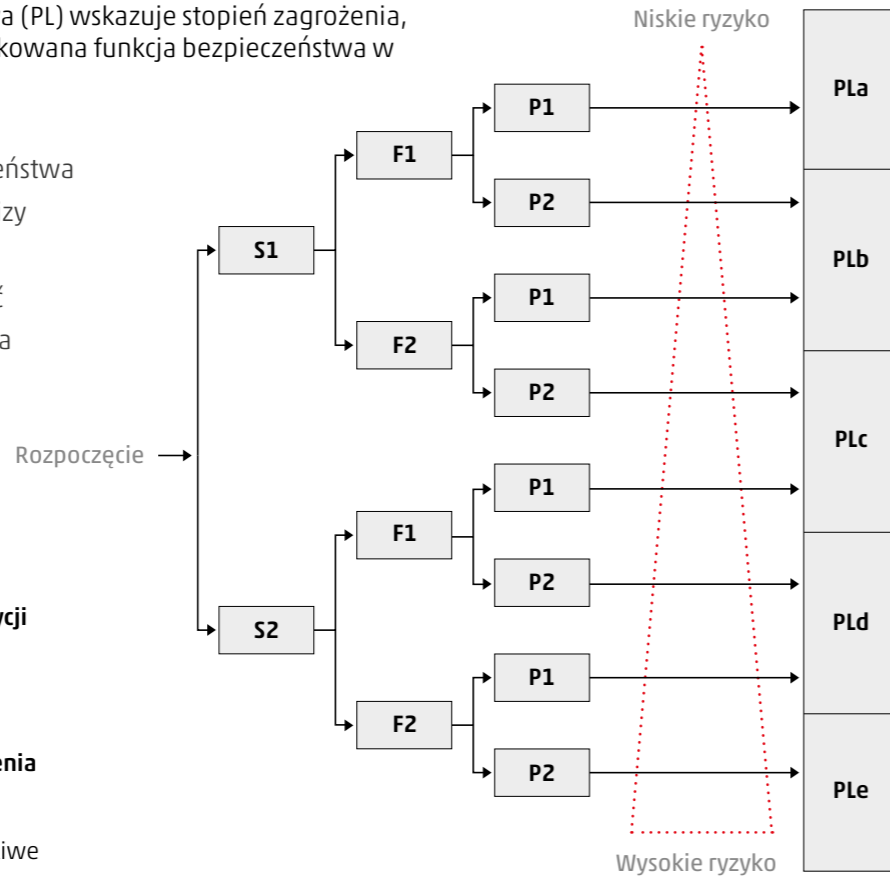 a (PL) wskazuje stopień zagrożenia,
kowana funkcja bezpieczeństwa w
eństwa
zy
a
ycji
enia
iwe
Rozpoczęcie
S1
S2
F1
F2
F1
F2
P1
P2
P1
P2
P1
P2
P1
P2
Niskie ryzyko
Wysokie ryzyko
PLa
PLb
PLc
PLd
PLe